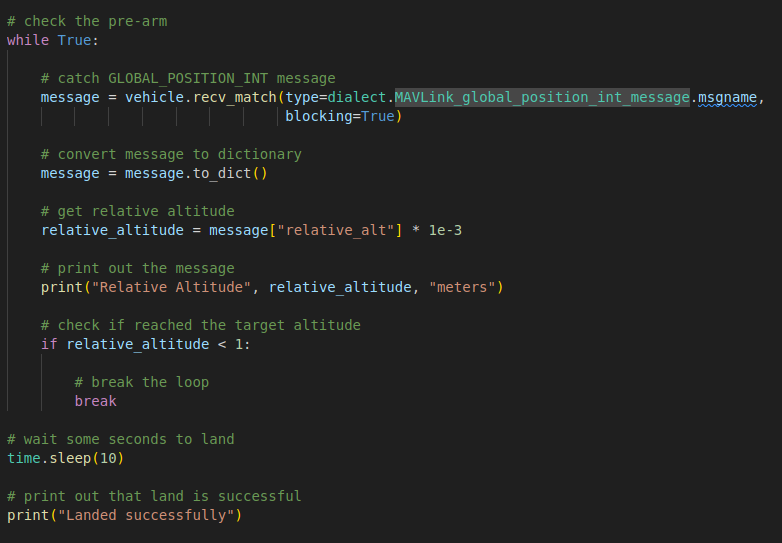 # check the pre-arm
while True:
# catch GLOBAL_POSITION_INT message
message = vehicle.recv_match(type=dialect.MAVLink_global_position_int_message.msgname,
blocking=True)
# convert message to dictionary
message = message.to_dict()
# get relative altitude
relative_altitude = message["relative_alt"] * 1e-3
# print out the message
print("Relative Altitude", relative_altitude, "meters")
# check if reached the target altitude
if relative_altitude < 1:
# break the loop
break
# wait some seconds to land
time.sleep(10)
# print out that land is successful
print("Landed successfully")